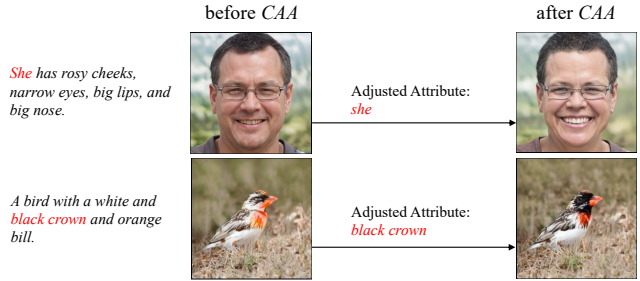 before CAA
after CAA
She has rosy cheeks,
narrow eyes, big lips, and
big nose.
Adjusted Attribute:
she
A bird with a white and
black crown and orange
bill.
Adjusted Attribute:
black crown